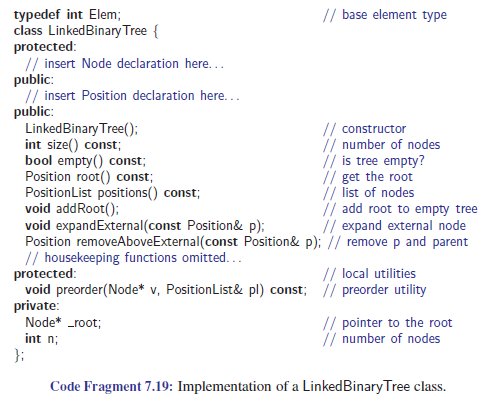 typedef int Elem; // base element type
class LinkedBinaryTree {
protected:
// insert Node declaration here. . .
public:
// insert Position declaration here. . .
public:
LinkedBinaryTree(); // constructor
int size() const; // number of nodes
bool empty() const; // is tree empty?
Position root() const; // get the root
PositionList positions() const; // list of nodes
void addRoot(); // add root to empty tree
void expandExternal(const Position& p); // expand external node
Position removeAboveExternal(const Position& p); // remove p and parent
// housekeeping functions omitted. . .
protected: // local utilities
void preorder(Node* v, PositionList& pl) const; // preorder utility
private:
Node* _root; // pointer to the root
int n; // number of nodes
};
Code Fragment 7.19: Implementation of a LinkedBinaryTree class.